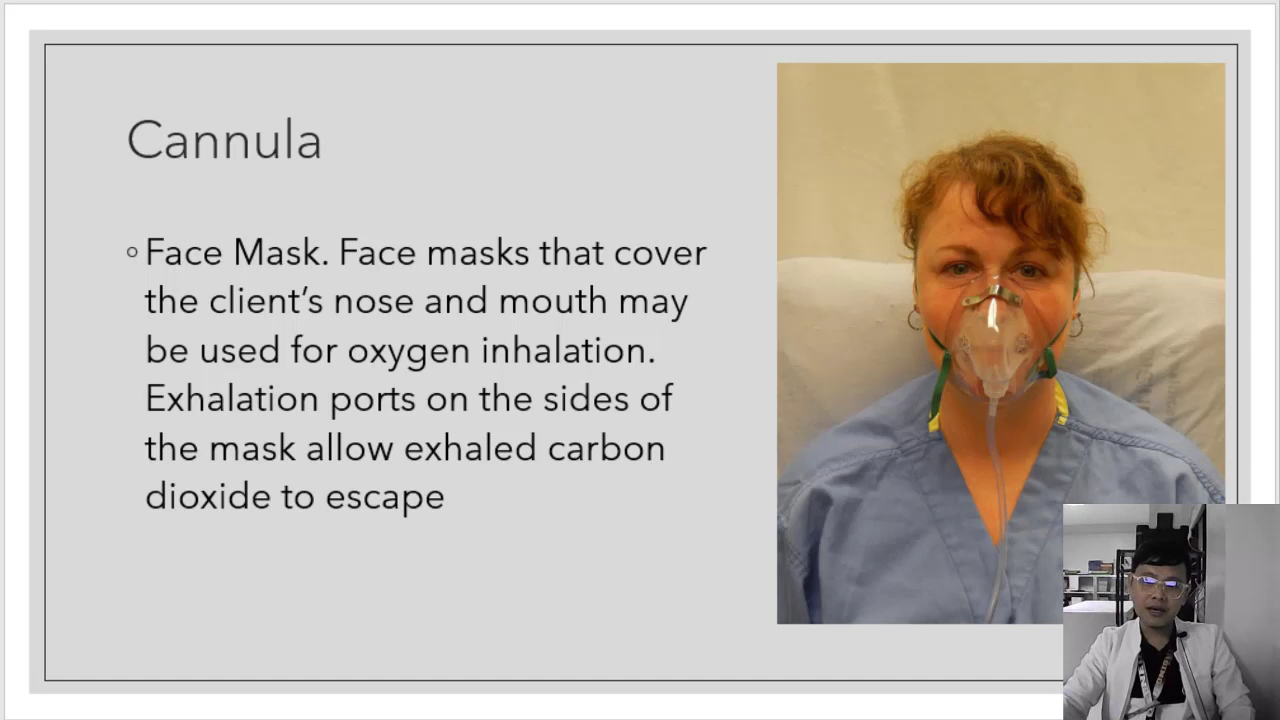 Cannula
Face Mask. Face masks that cover
the client’s nose and mouth may
be used for oxygen inhalation.
Exhalation ports on the sides of
the mask allow exhaled carbon
dioxide to escape